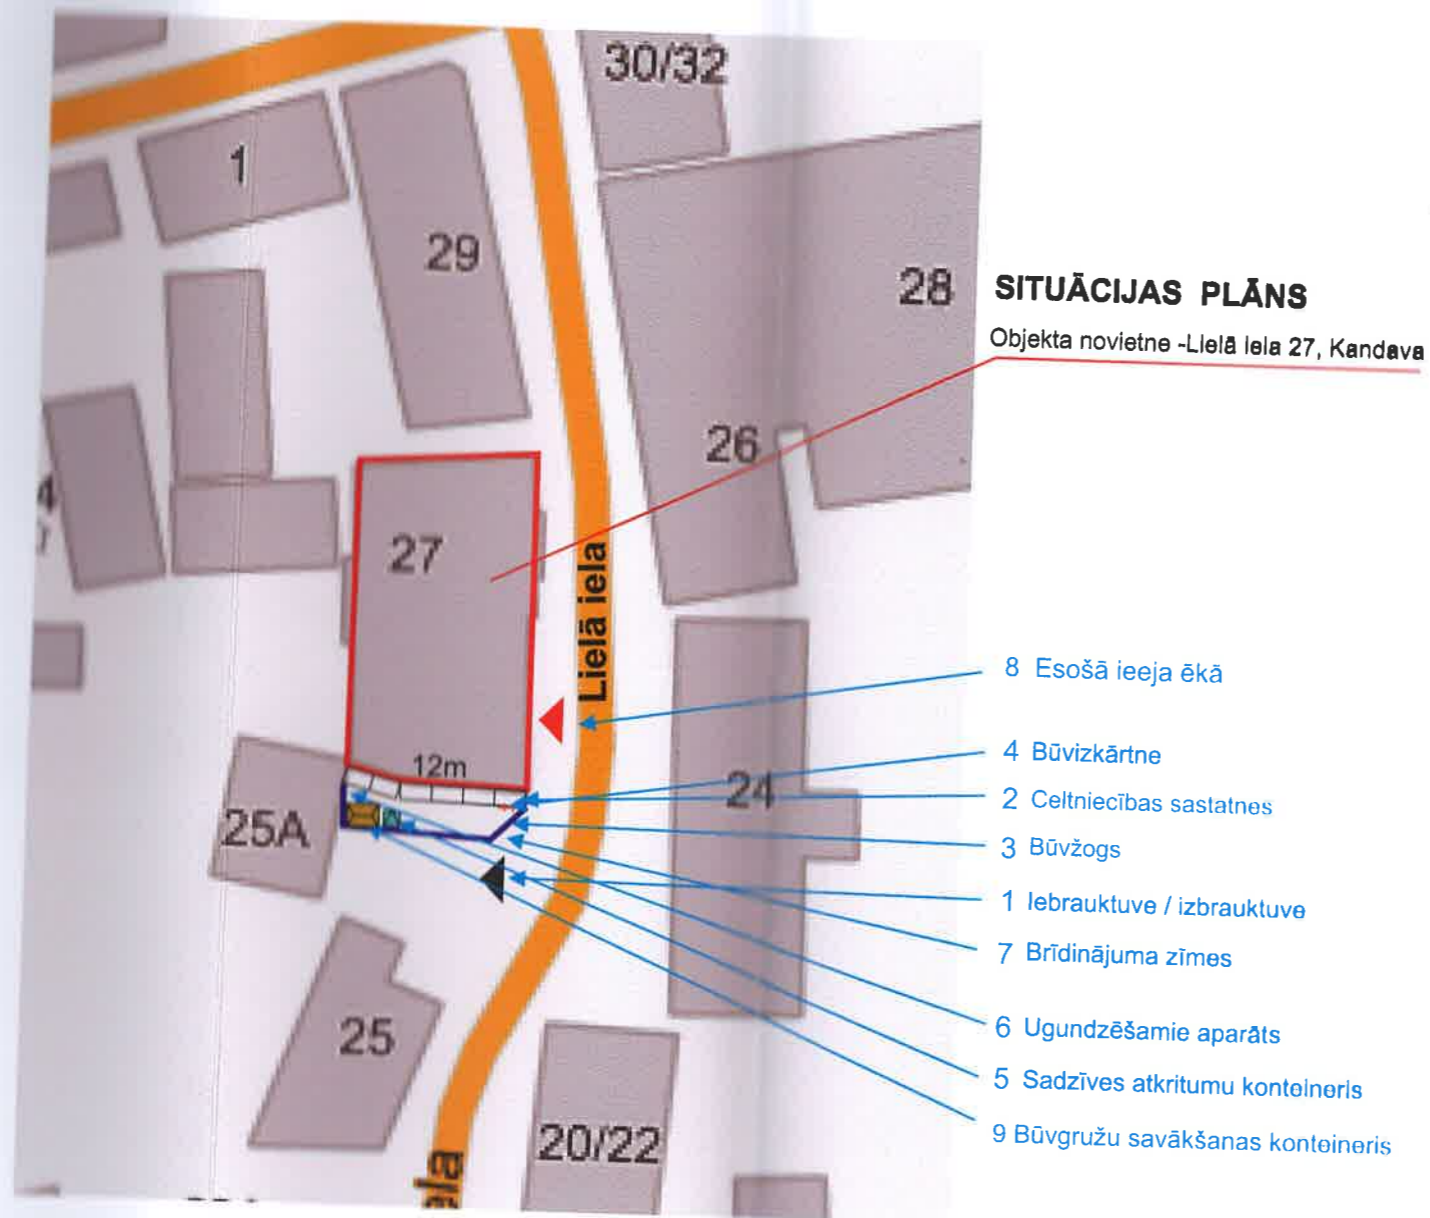 30/32
1
29
28
SITUĀCIJAS PLĀNS
Objekta novietne -Lielā iela 27, Kandava
26
4
27
Lielā iela
8 Esošā ieeja ēkā
12m
4 Būvizkārtne
24
2 Celtniecības sastatnes
25A
3 Būvžogs
1 Iebrauktuve / izbrauktuve
7 Brīdinājuma zīmes
25
6 Ugundzēšamie aparāts
5 Sadzīves atkritumu konteineris
20/22
9 Būvgružu savākšanas konteineris